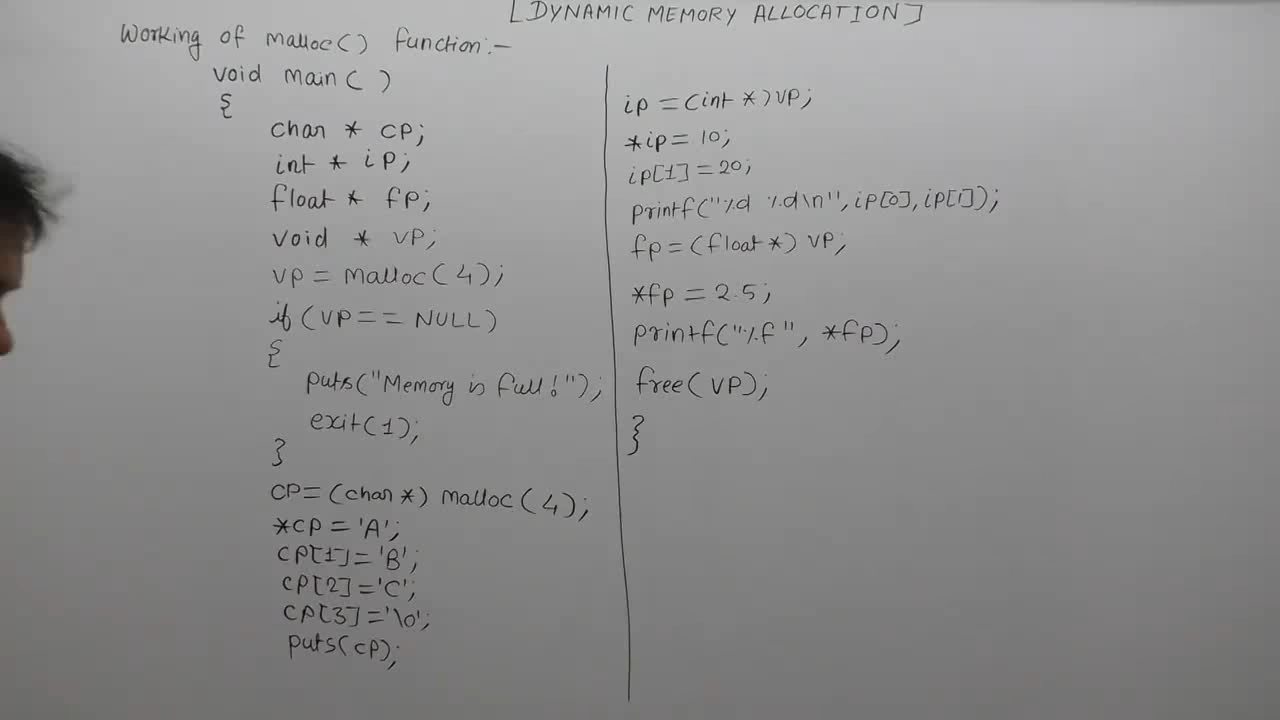 [DYNAMIC MEMORY ALLOCATION]
Working of malloc() function:-
void main( )
{
char * cp;
int * ip;
float * fp;
void * vp;
vp = malloc(4);
if (vp == NULL)
{
puts("Memory is full!");
exit(1);
}
cp=(char*) malloc(4);
*cp = 'A';
cp[1]='B';
cp[2]='C';
cp[3]='\0';
puts(cp);
ip =(int *)vp;
*ip= 10;
ip[1]=20;
printf("%d %d\n",ip[0],ip[1]);
fp=(float*) vp;
*fp = 2.5;
printf("%f", *fp);
free(vp);
}